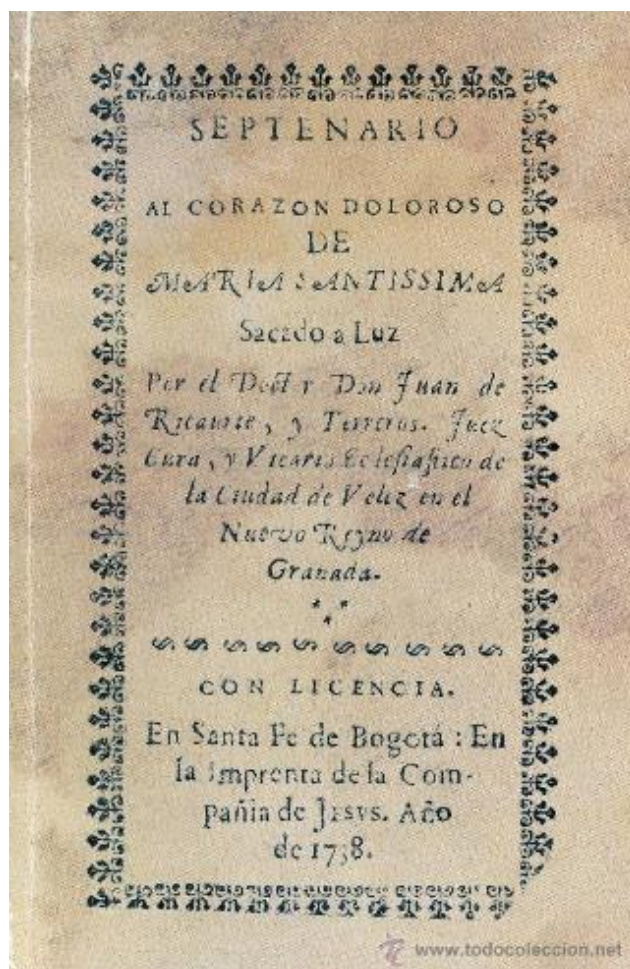 SEPTENARIO
AL CORAZON DOLOROSO
DE
MARIA SANTISSIMA
Sacado a Luz
Por el Doct r Don Juan de
Ricaurte, y Terreros. Juez
Cura, y Vicario Eclesiastico de
la Ciudad de Velez en el
Nuevo Reyno de
Granada.
CON LICENCIA.
En Santa Fe de Bogotá : En
la Imprenta de la Com-
pañia de Jesvs. Año
de 1738.
www.todocoleccion.net